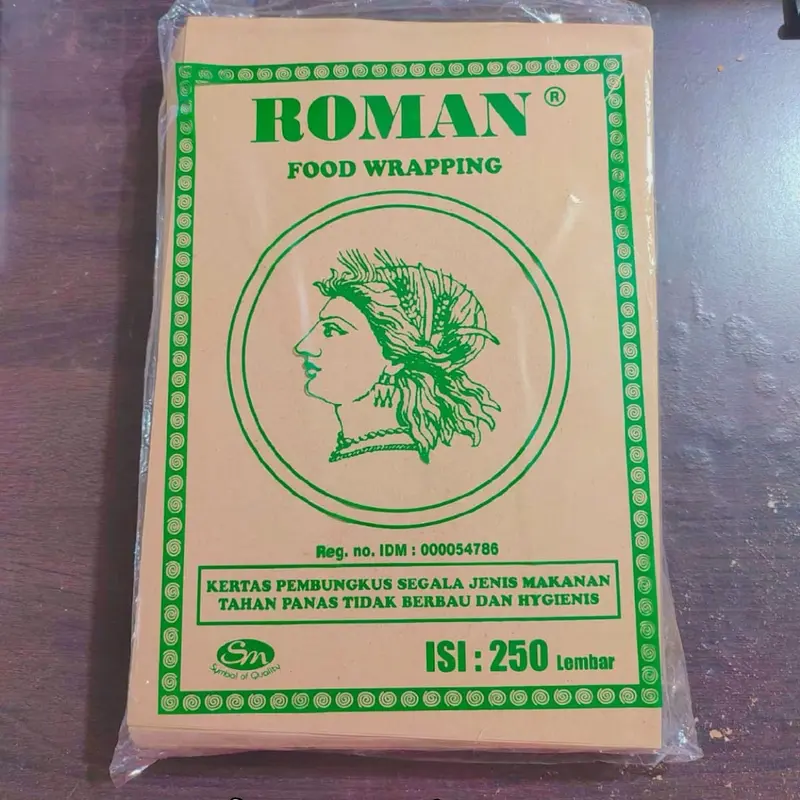 ROMAN ®
FOOD WRAPPING
Reg. no. IDM : 000054786
KERTAS PEMBUNGKUS SEGALA JENIS MAKANAN
TAHAN PANAS TIDAK BERBAU DAN HYGIENIS
Sm
Symbol of Quality
ISI : 250 Lembar